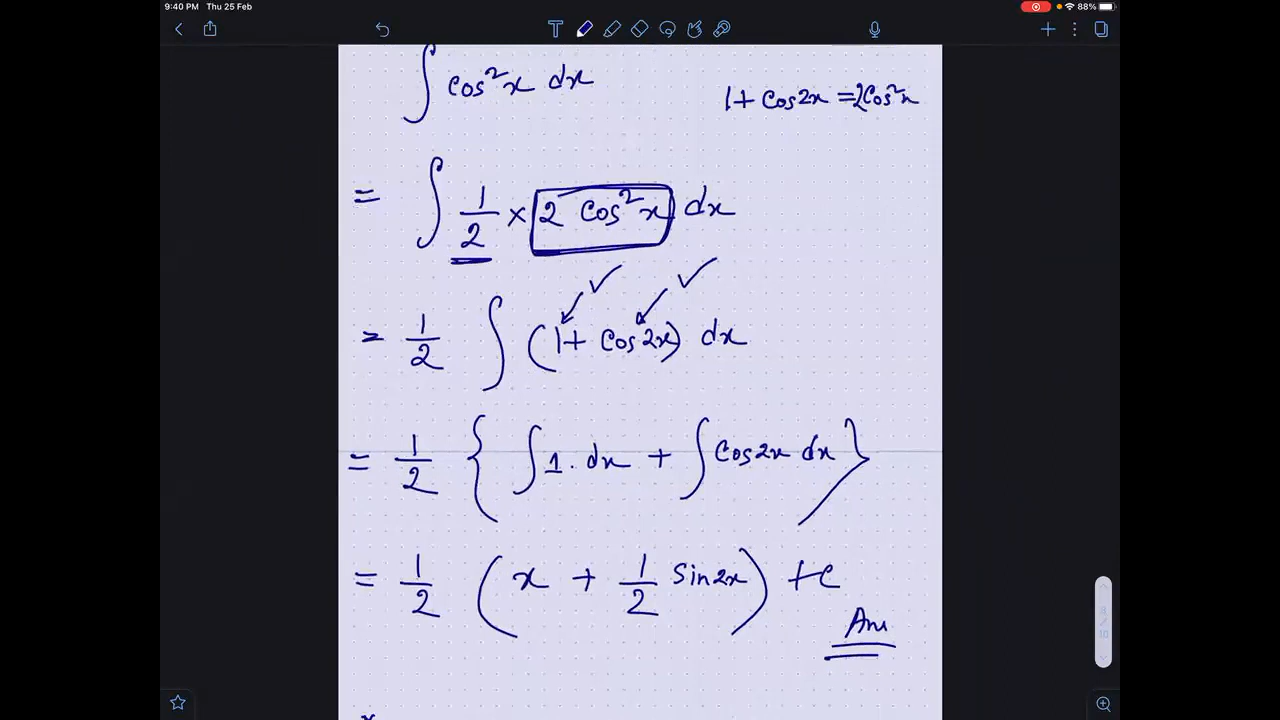 9:40 PM Thu 25 Feb
88%
∫ cos²x dx
1 + cos2x = 2cos²x
= ∫ 1/2 × 2 cos²x dx
= 1/2 ∫ (1 + cos2x) dx
= 1/2 { ∫ 1. dx + ∫ cos2x dx }
= 1/2 ( x + 1/2 sin2x ) + c
Ans